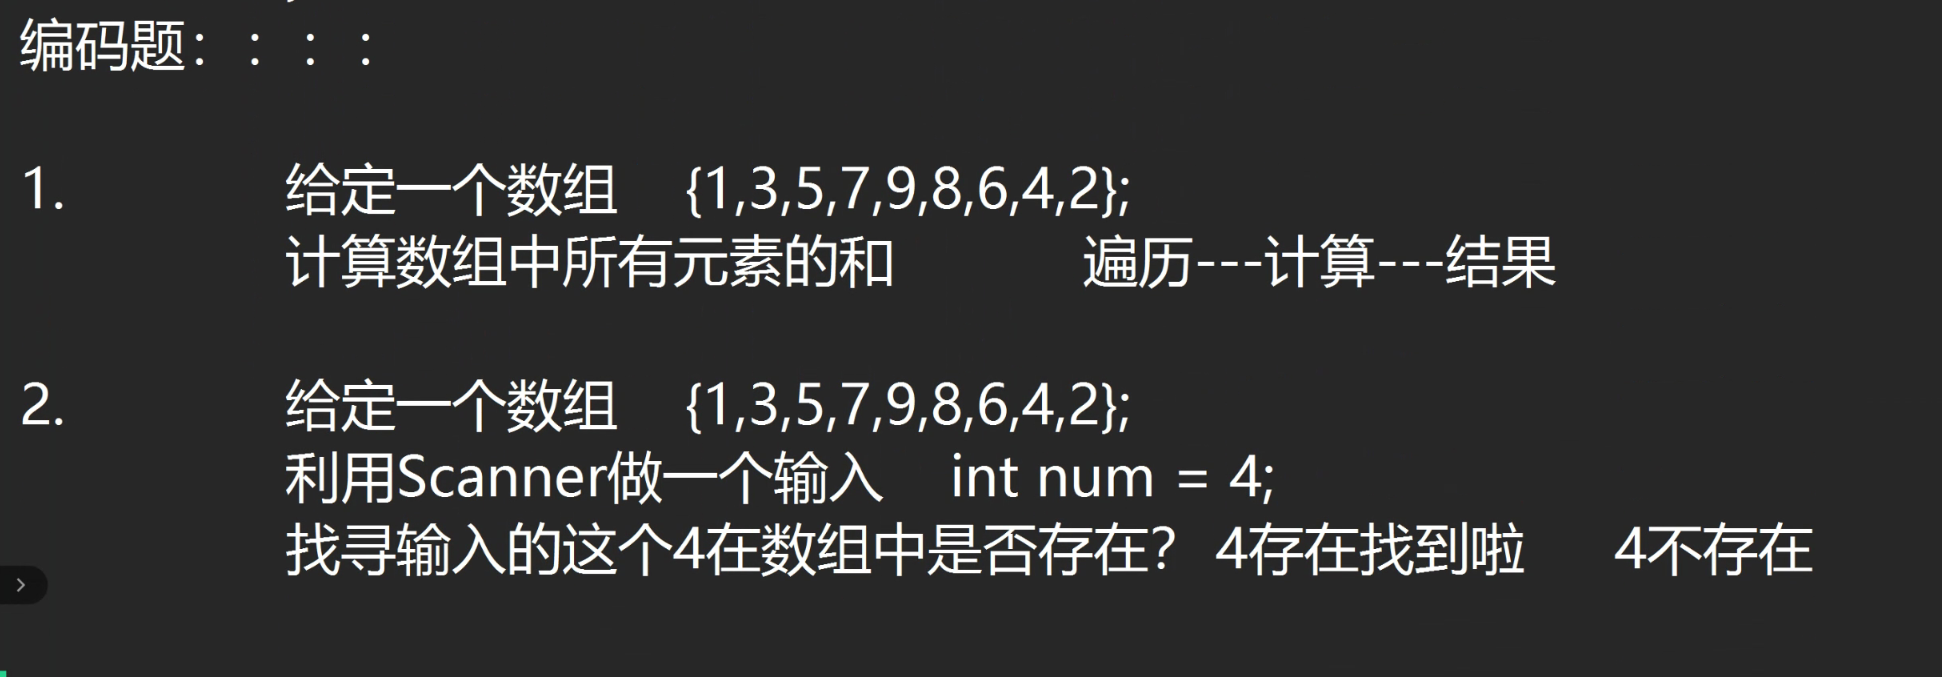 编码题：：：：
1. 给定一个数组 {1,3,5,7,9,8,6,4,2};
计算数组中所有元素的和 遍历---计算---结果
2. 给定一个数组 {1,3,5,7,9,8,6,4,2};
利用Scanner做一个输入 int num = 4;
找寻输入的这个4在数组中是否存在？ 4存在找到啦 4不存在